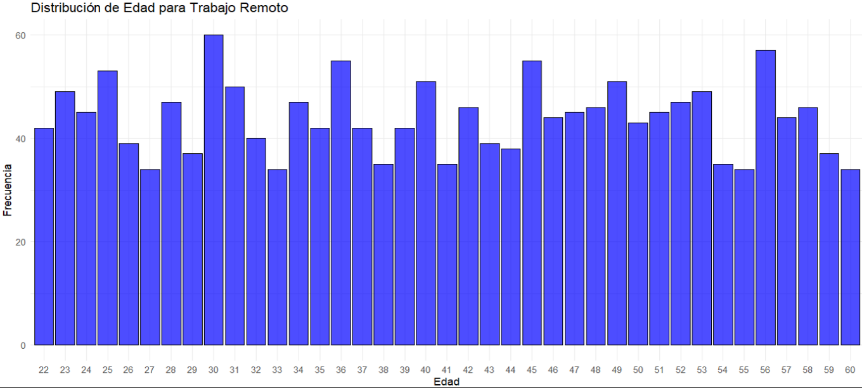 Distribución de Edad para Trabajo Remoto
60
40
20
0
Frecuencia
22 23 24 25 26 27 28 29 30 31 32 33 34 35 36 37 38 39 40 41 42 43 44 45 46 47 48 49 50 51 52 53 54 55 56 57 58 59 60
Edad